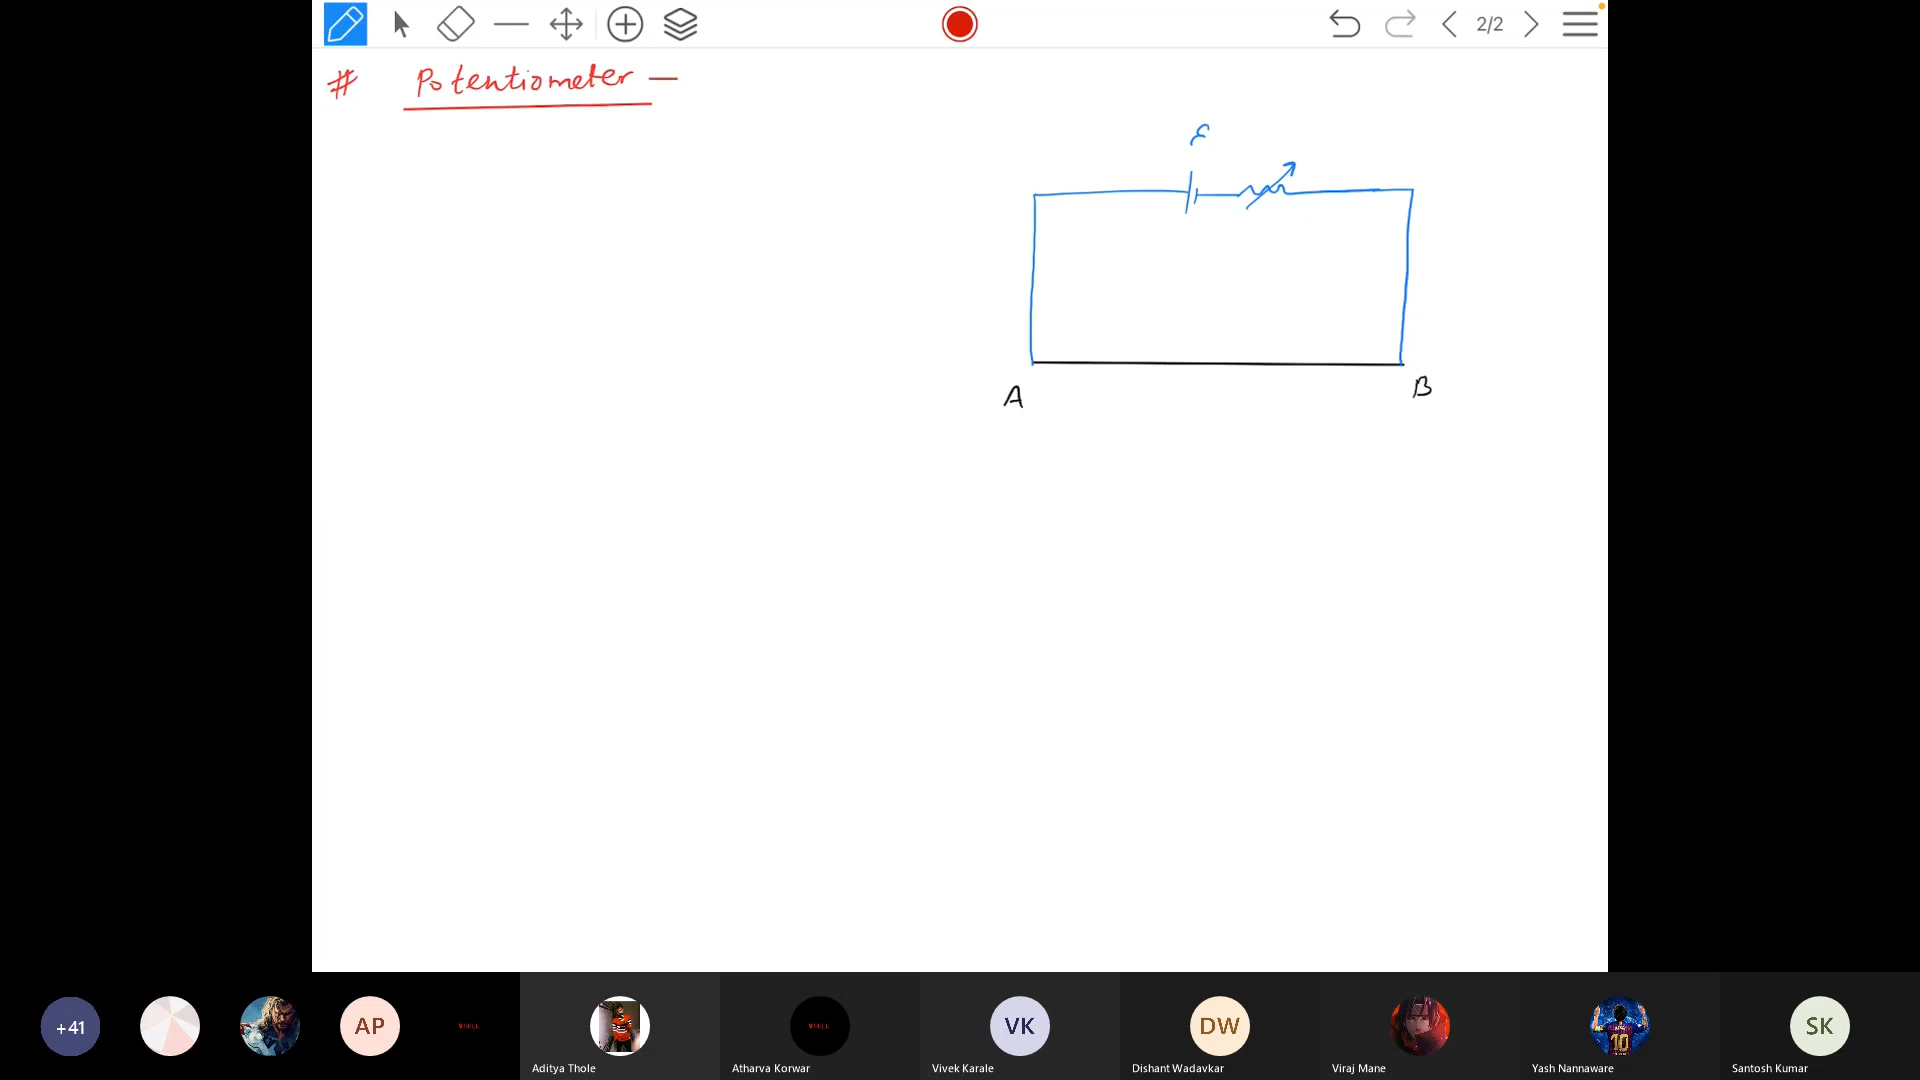 2/2
# Potentiometer —
ε
A
B
+41
AP
VK
DW
10
SK
Aditya Thole
Atharva Korwar
Vivek Karale
Dishant Wadavkar
Viraj Mane
Yash Nannaware
Santosh Kumar